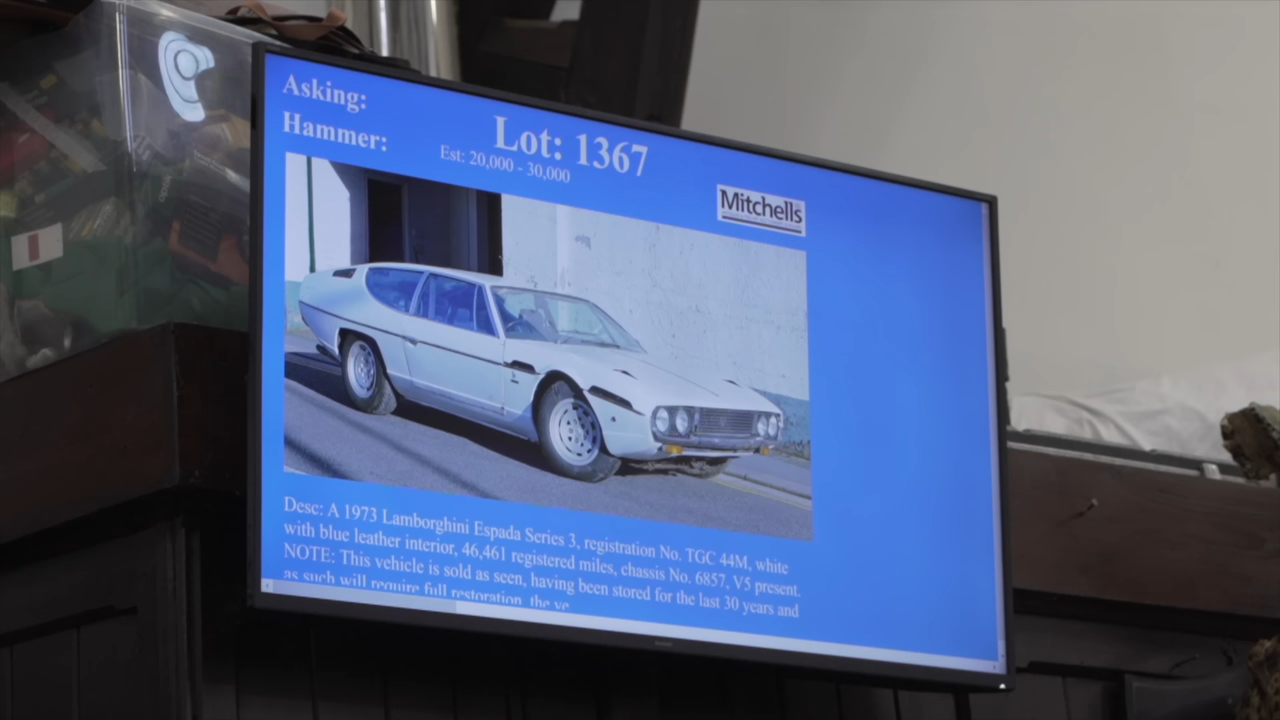 Asking:
Hammer:
Lot: 1367
Est: 20,000 - 30,000
Mitchells
Desc: A 1973 Lamborghini Espada Series 3, registration No. TGC 44M, white
with blue leather interior, 46,461 registered miles, chassis No. 6857, V5 present.
NOTE: This vehicle is sold as seen, having been stored for the last 30 years and
as such will require full restoration, the ve